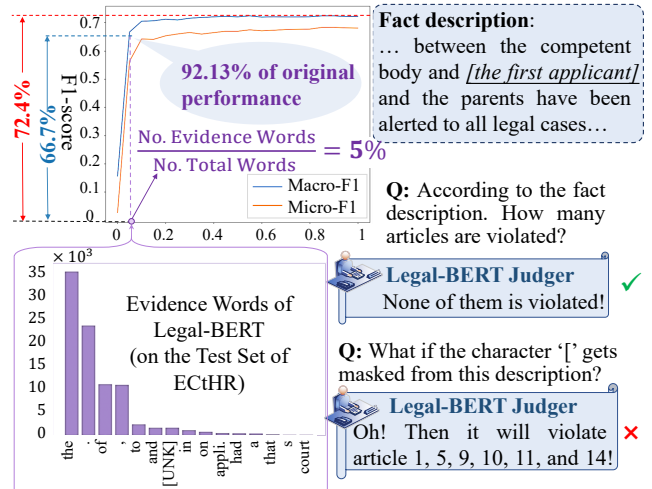 0.7
0.6
0.5
0.4
0.3
0.2
0.1
0
F1-score
72.4%
66.7%
92.13% of original
performance
No. Evidence Words
No. Total Words
= 5%
Macro-F1
Micro-F1
0 0.2 0.4 0.6 0.8 1
Fact description:
… between the competent
body and [the first applicant]
and the parents have been
alerted to all legal cases…
× 10³
35
30
25
20
15
10
5
0
Evidence Words of
Legal-BERT
(on the Test Set of
ECtHR)
the
.
of
,
to
and
[UNK]
in
on
appli.
had
a
that
s
court
Q: According to the fact
description. How many
articles are violated?
Legal-BERT Judger
None of them is violated!
Q: What if the character ‘[’ gets
masked from this description?
Legal-BERT Judger
Oh! Then it will violate
article 1, 5, 9, 10, 11, and 14!